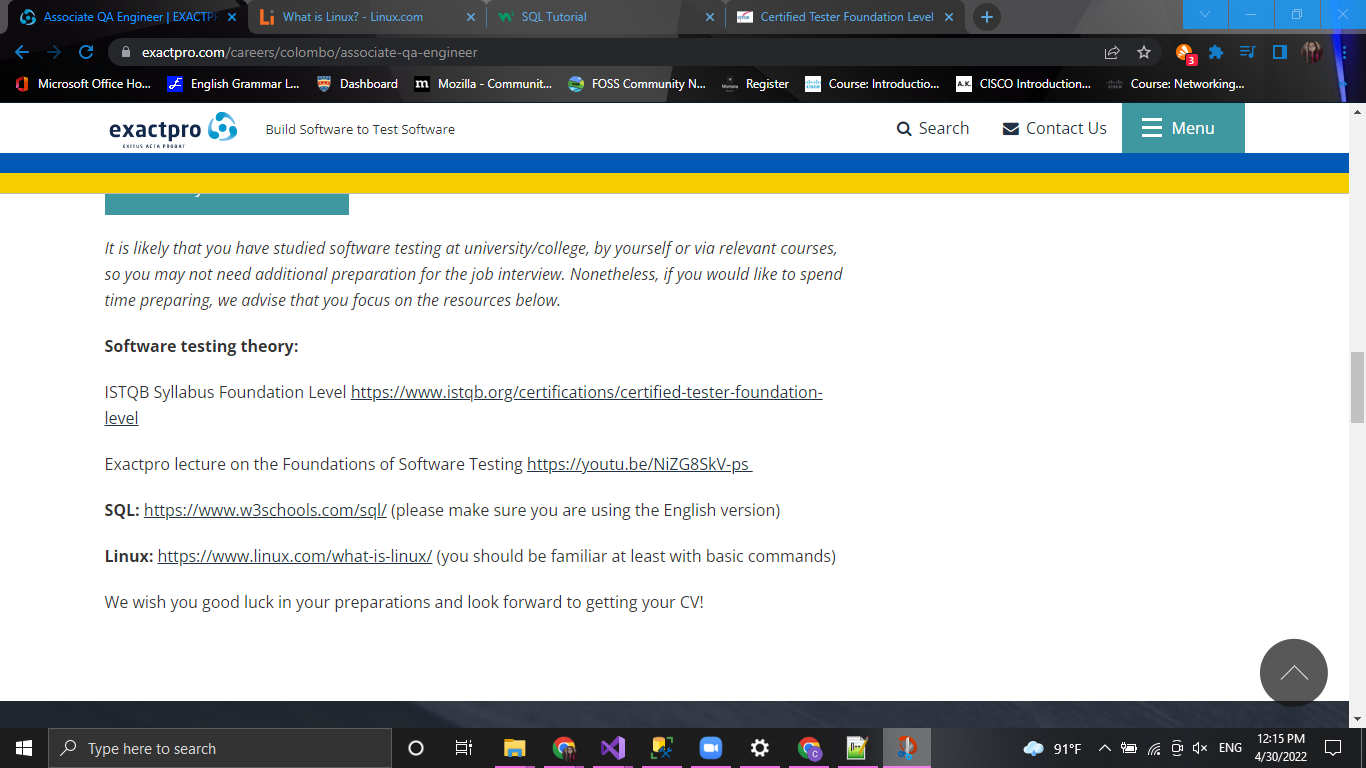 Associate QA Engineer | EXACTPR
What is Linux? - Linux.com
SQL Tutorial
Certified Tester Foundation Level
exactpro.com/careers/colombo/associate-qa-engineer
3
Microsoft Office Ho...
English Grammar L...
Dashboard
m
Mozilla - Communit...
FOSS Community N...
Register
Course: Introductio...
A.K.
CISCO Introduction...
Course: Networking...
exactpro
EXITUS ACTA PROBAT
Build Software to Test Software
Search
Contact Us
Menu
It is likely that you have studied software testing at university/college, by yourself or via relevant courses,
so you may not need additional preparation for the job interview. Nonetheless, if you would like to spend
time preparing, we advise that you focus on the resources below.
Software testing theory:
ISTQB Syllabus Foundation Level https://www.istqb.org/certifications/certified-tester-foundation-
level
Exactpro lecture on the Foundations of Software Testing https://youtu.be/NiZG8SkV-ps
SQL: https://www.w3schools.com/sql/ (please make sure you are using the English version)
Linux: https://www.linux.com/what-is-linux/ (you should be familiar at least with basic commands)
We wish you good luck in your preparations and look forward to getting your CV!
Type here to search
91°F
ENG
12:15 PM
4/30/2022